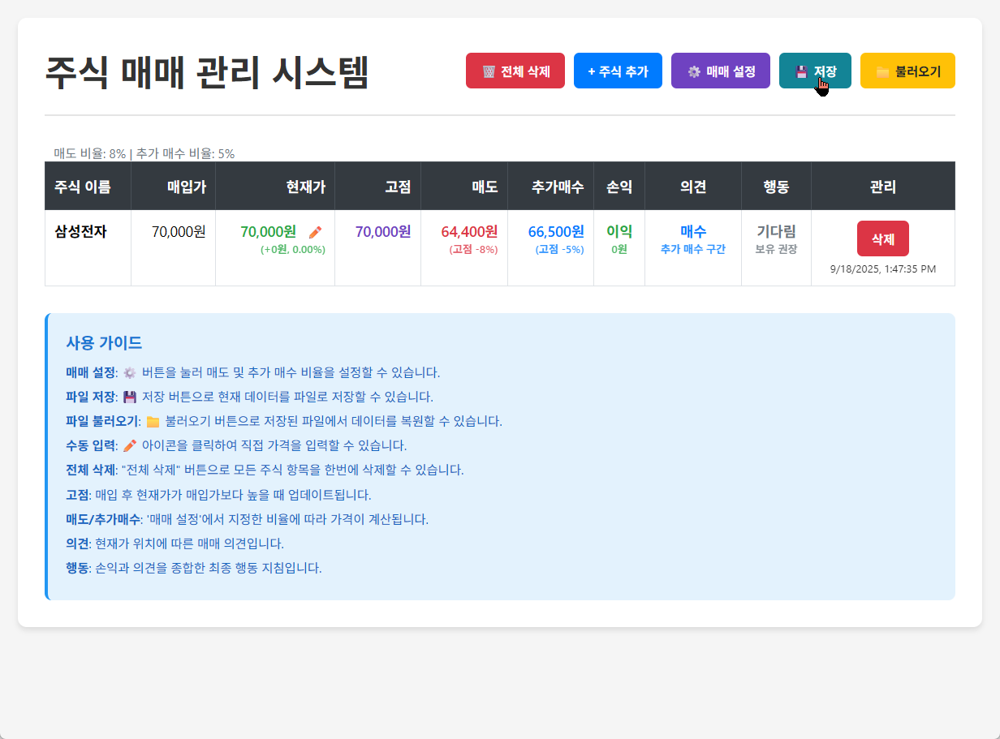 주식 매매 관리 시스템
🗑️ 전체 삭제 + 주식 추가 ⚙️ 매매 설정 💾 저장 📁 불러오기
매도 비율: 8% | 추가 매수 비율: 5%
주식 이름 매입가 현재가 고점 매도 추가매수 손익 의견 행동 관리
삼성전자 70,000원 70,000원 ✏️ 70,000원 64,400원 66,500원 이익 매수 기다림 삭제
(+0원, 0.00%) (고점 -8%) (고점 -5%) 0원 추가 매수 구간 보유 권장
9/18/2025, 1:47:35 PM
사용 가이드
매매 설정: ⚙️ 버튼을 눌러 매도 및 추가 매수 비율을 설정할 수 있습니다.
파일 저장: 💾 저장 버튼으로 현재 데이터를 파일로 저장할 수 있습니다.
파일 불러오기: 📁 불러오기 버튼으로 저장된 파일에서 데이터를 복원할 수 있습니다.
수동 입력: ✏️ 아이콘을 클릭하여 직접 가격을 입력할 수 있습니다.
전체 삭제: "전체 삭제" 버튼으로 모든 주식 항목을 한번에 삭제할 수 있습니다.
고점: 매입 후 현재가가 매입가보다 높을 때 업데이트됩니다.
매도/추가매수: '매매 설정'에서 지정한 비율에 따라 가격이 계산됩니다.
의견: 현재가 위치에 따른 매매 의견입니다.
행동: 손익과 의견을 종합한 최종 행동 지침입니다.